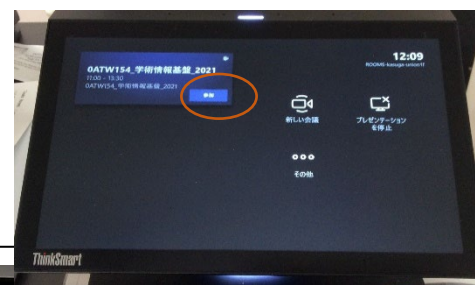 0ATW154_学術情報基盤_2021
11:00 - 13:30
0ATW154_学術情報基盤_2021
参加
12:09
ROOMS-kasuga-union1f
新しい会議
プレゼンテーション
を停止
その他
ThinkSmart